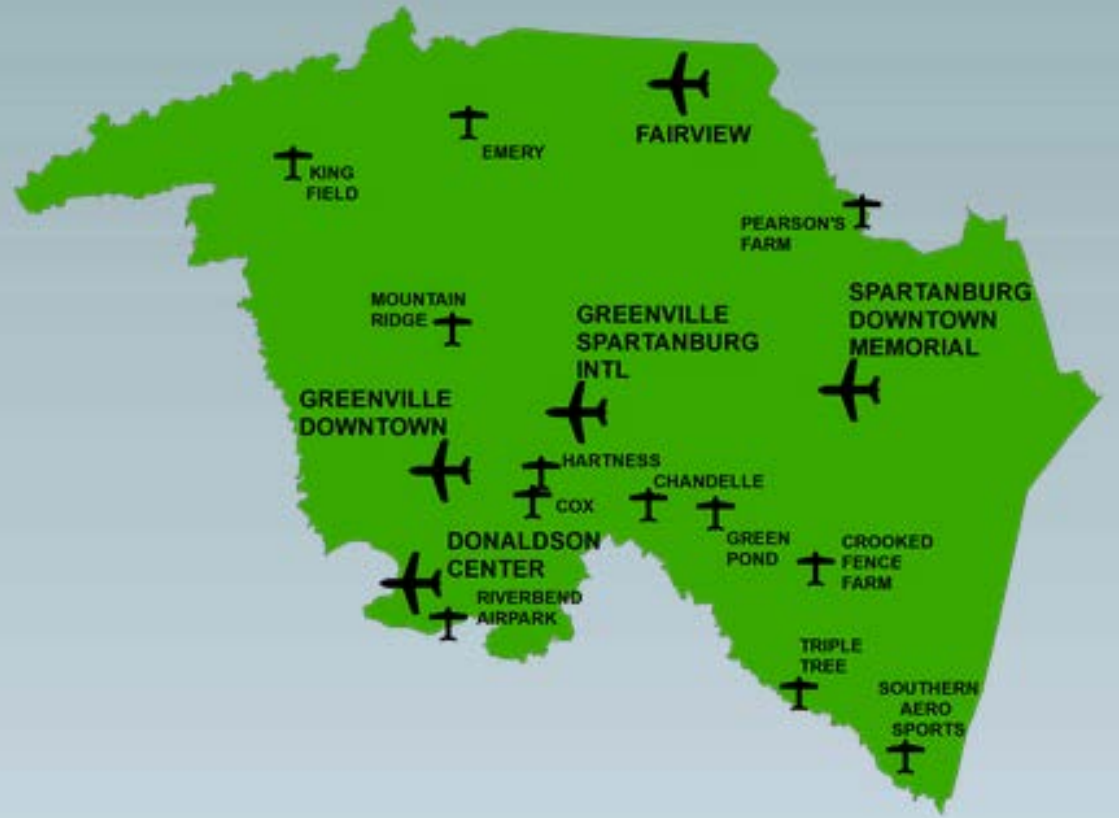 FAIRVIEW
EMERY
KING
FIELD
PEARSON'S
FARM
MOUNTAIN
RIDGE
GREENVILLE
SPARTANBURG
INTL
SPARTANBURG
DOWNTOWN
MEMORIAL
GREENVILLE
DOWNTOWN
HARTNESS
COX
CHANDELLE
GREEN
POND
CROOKED
FENCE
FARM
DONALDSON
CENTER
RIVERBEND
AIRPARK
TRIPLE
TREE
SOUTHERN
AERO
SPORTS